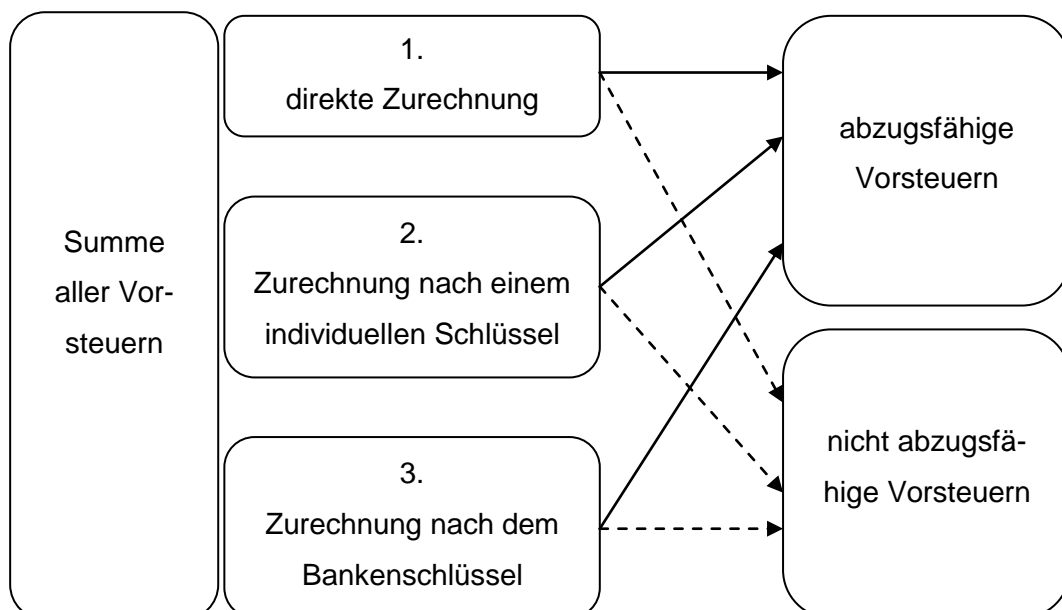 Summe
aller Vor-
steuern
1.
direkte Zurechnung
2.
Zurechnung nach einem
individuellen Schlüssel
3.
Zurechnung nach dem
Bankenschlüssel
abzugsfähige
Vorsteuern
nicht abzugsfä-
hige Vorsteuern